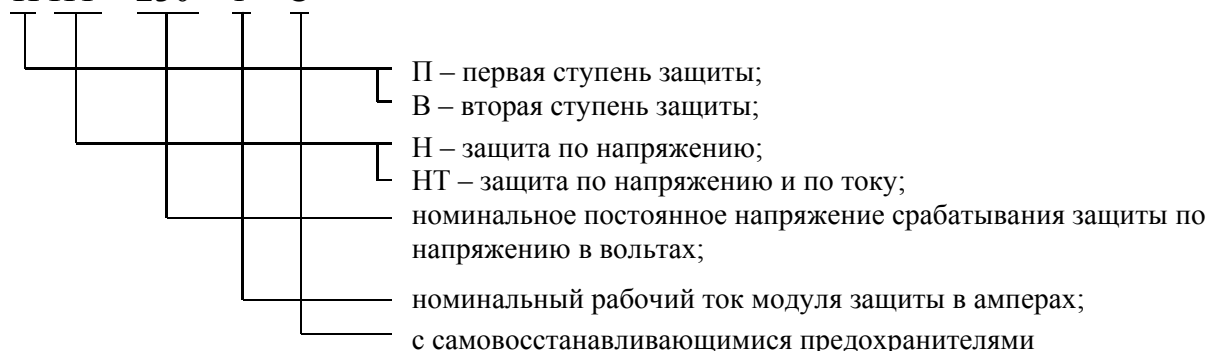 П – первая ступень защиты;
В – вторая ступень защиты;
Н – защита по напряжению;
НТ – защита по напряжению и по току;
номинальное постоянное напряжение срабатывания защиты по
напряжению в вольтах;
номинальный рабочий ток модуля защиты в амперах;
с самовосстанавливающимися предохранителями